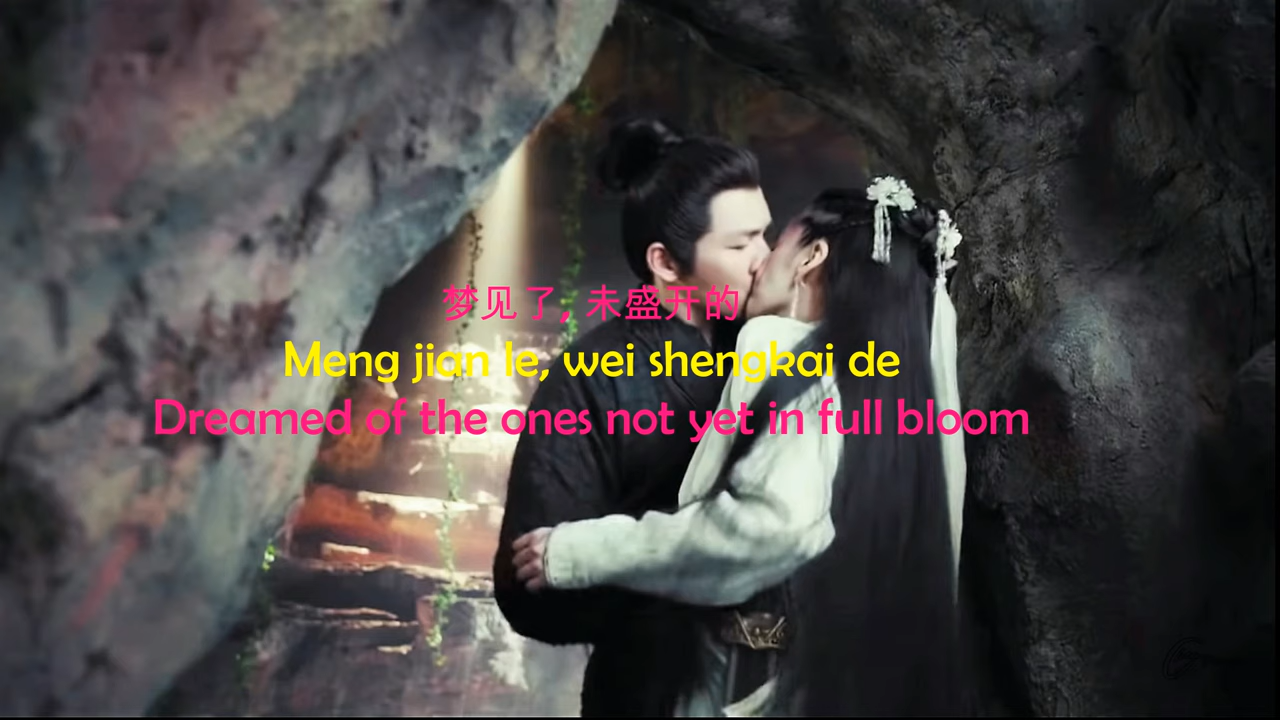 梦见了, 未盛开的
Meng jian le, wei shengkai de
Dreamed of the ones not yet in full bloom